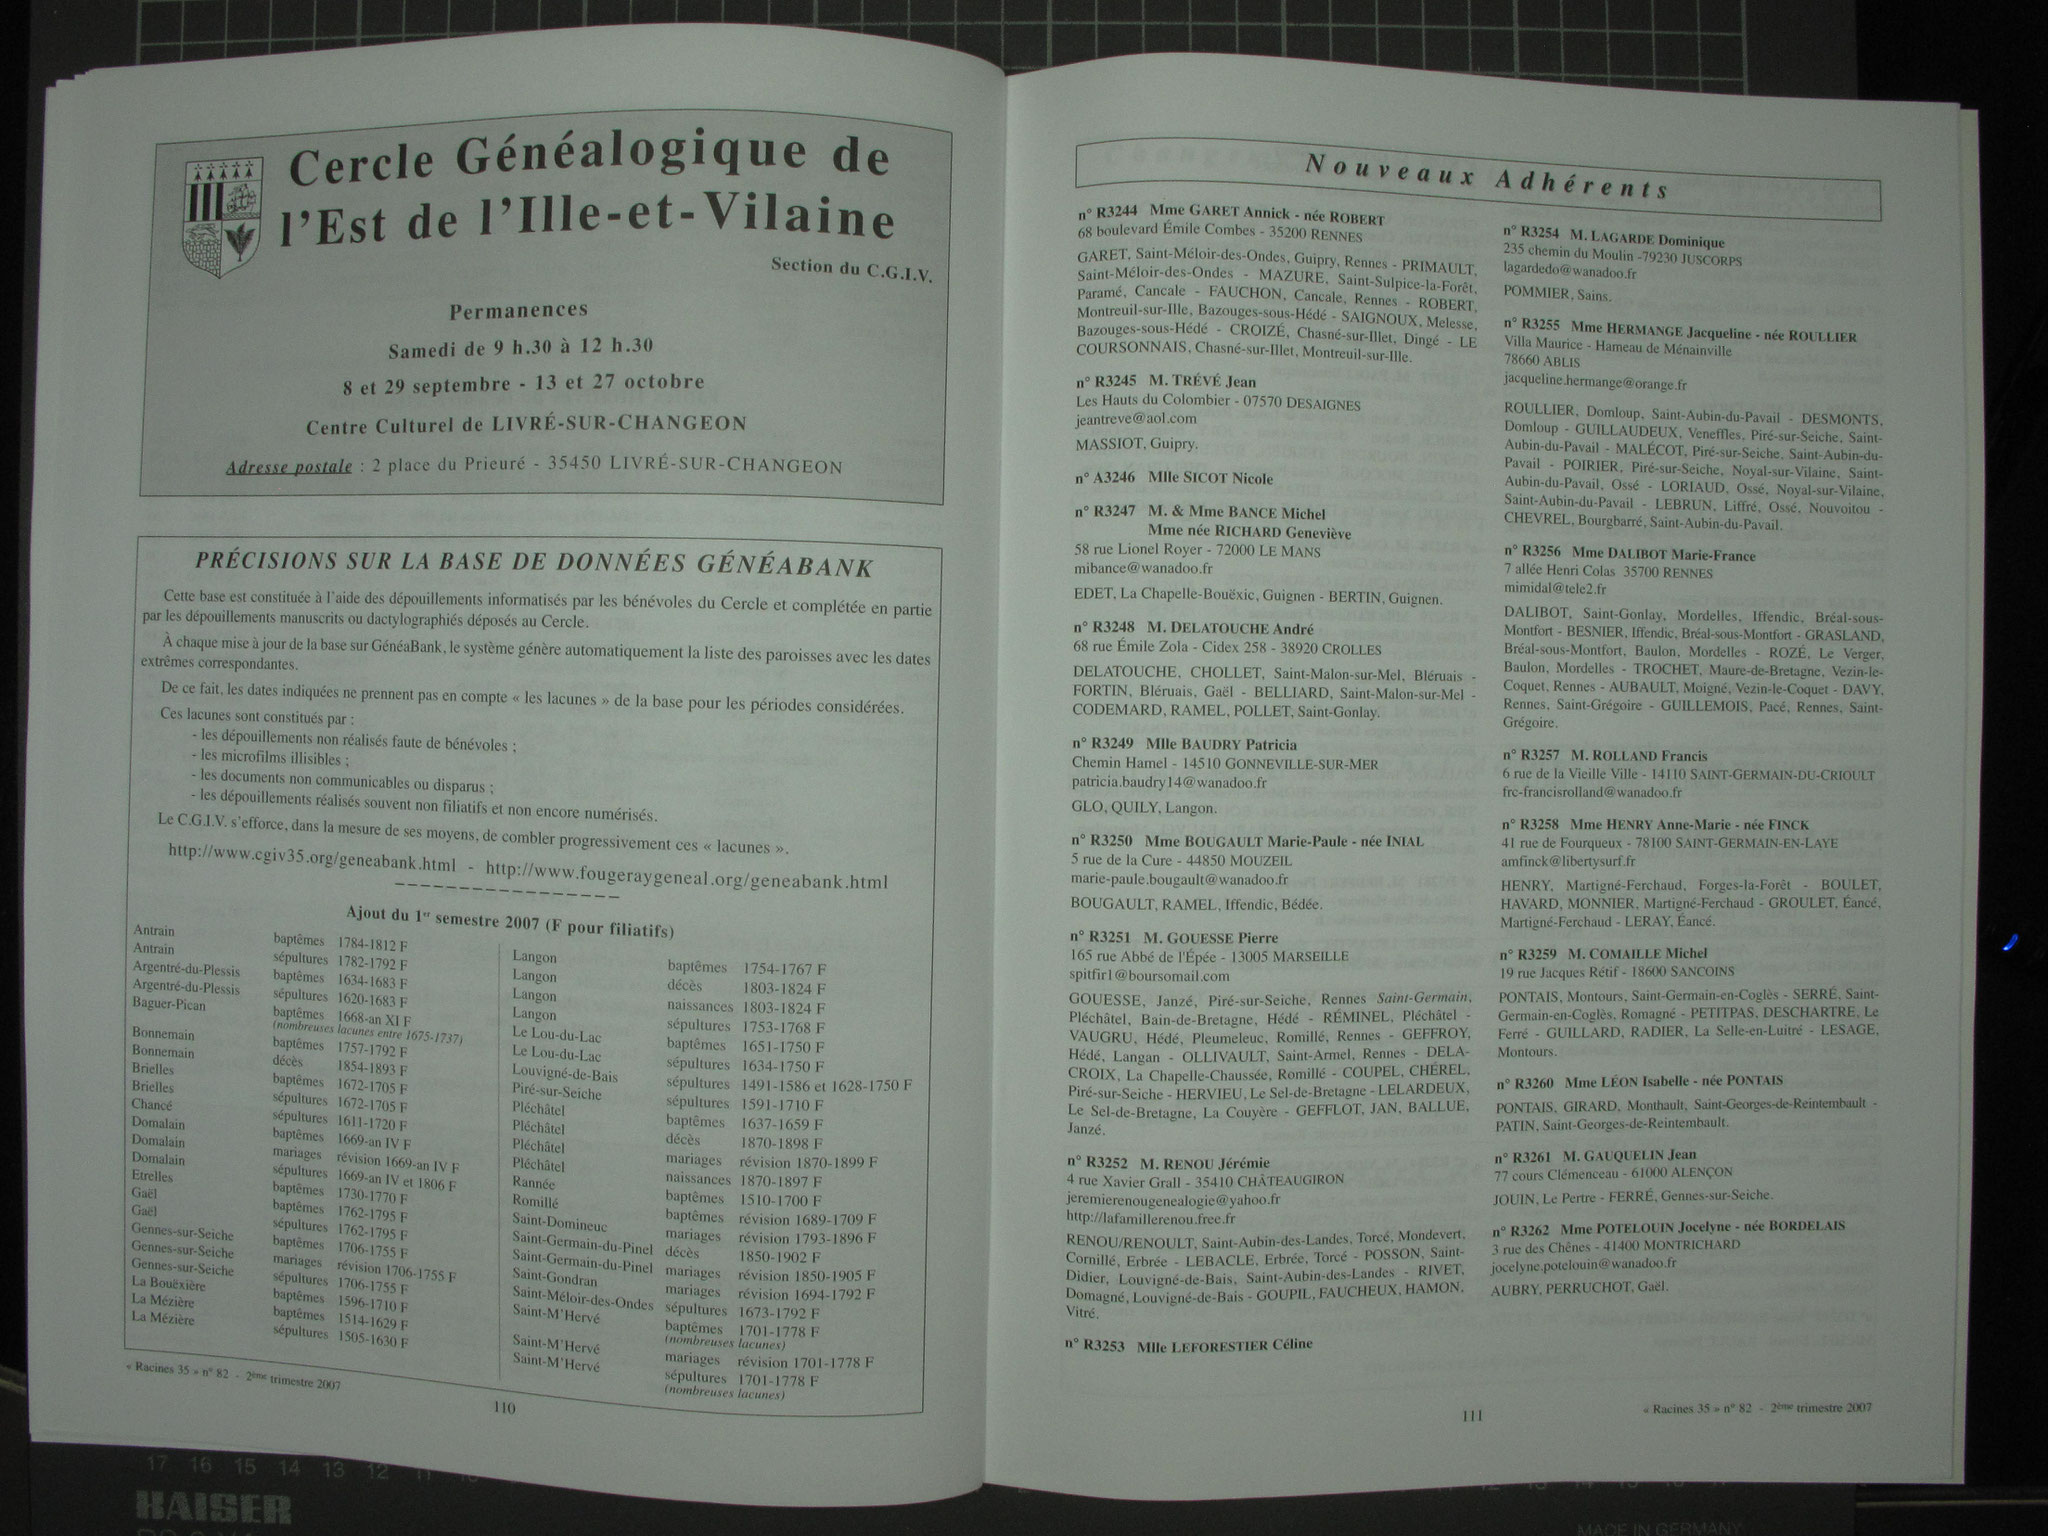 Cercle Généalogique de
l'Est de l'Ille-et-Vilaine
Section du C.G.I.V.
Permanences
Samedi de 9 h.30 à 12 h.30
8 et 29 septembre - 13 et 27 octobre
Centre Culturel de LIVRÉ-SUR-CHANGEON
Adresse postale : 2 place du Prieuré - 35450 LIVRÉ-SUR-CHANGEON
PRÉCISIONS SUR LA BASE DE DONNÉES GÉNÉABANK
Cette base est constituée à l'aide des dépouillements informatisés par les bénévoles du Cercle et complétée en partie
par les dépouillements manuscrits ou dactylographiés déposés au Cercle.
À chaque mise à jour de la base sur GénéaBank, le système génère automatiquement la liste des paroisses avec les dates
extrêmes correspondantes.
De ce fait, les dates indiquées ne prennent pas en compte « les lacunes » de la base pour les périodes considérées.
Ces lacunes sont constitués par :
- les dépouillements non réalisés faute de bénévoles ;
- les microfilms illisibles ;
- les documents non communicables ou disparus ;
- les dépouillements réalisés souvent non filiatifs et non encore numérisés.
Le C.G.I.V. s'efforce, dans la mesure de ses moyens, de combler progressivement ces « lacunes ».
http://www.cgiv35.org/geneabank.html - http://www.fougeraygeneal.org/geneabank.html
Ajout du 1er semestre 2007 (F pour filiatifs)
Antrain baptêmes 1784-1812 F
Antrain sépultures 1782-1792 F
Argentré-du-Plessis baptêmes 1634-1683 F
Argentré-du-Plessis sépultures 1620-1683 F
Baguer-Pican baptêmes 1668-an XI F
(nombreuses lacunes entre 1675-1737)
Bonnemain baptêmes 1757-1792 F
Bonnemain décès 1854-1893 F
Brielles baptêmes 1672-1705 F
Brielles sépultures 1672-1705 F
Chancé sépultures 1611-1720 F
Domalain baptêmes 1669-an IV F
Domalain mariages révision 1669-an IV F
Domalain sépultures 1669-an IV et 1806 F
Etrelles baptêmes 1730-1770 F
Gaël baptêmes 1762-1795 F
Gaël sépultures 1762-1795 F
Gennes-sur-Seiche baptêmes 1706-1755 F
Gennes-sur-Seiche mariages révision 1706-1755 F
Gennes-sur-Seiche sépultures 1706-1755 F
La Bouëxière baptêmes 1596-1710 F
La Mézière baptêmes 1514-1629 F
La Mézière sépultures 1505-1630 F
Langon baptêmes 1754-1767 F
Langon décès 1803-1824 F
Langon naissances 1803-1824 F
Langon sépultures 1753-1768 F
Le Lou-du-Lac baptêmes 1651-1750 F
Le Lou-du-Lac sépultures 1634-1750 F
Louvigné-de-Bais sépultures 1491-1586 et 1628-1750 F
Piré-sur-Seiche sépultures 1591-1710 F
Pléchâtel baptêmes 1637-1659 F
Pléchâtel décès 1870-1898 F
Pléchâtel mariages révision 1870-1899 F
Pléchâtel naissances 1870-1897 F
Rannée baptêmes 1510-1700 F
Romillé baptêmes révision 1689-1709 F
Saint-Domineuc mariages révision 1793-1896 F
Saint-Germain-du-Pinel décès 1850-1902 F
Saint-Germain-du-Pinel mariages révision 1850-1905 F
Saint-Gondran mariages révision 1694-1792 F
Saint-Méloir-des-Ondes sépultures 1673-1792 F
Saint-M'Hervé baptêmes 1701-1778 F
(nombreuses lacunes)
Saint-M'Hervé mariages révision 1701-1778 F
Saint-M'Hervé sépultures 1701-1778 F
(nombreuses lacunes)
« Racines 35 » n° 82 - 2ème trimestre 2007
110
Nouveaux Adhérents
n° R3244 Mme GARET Annick - née ROBERT
68 boulevard Émile Combes - 35200 RENNES
GARET, Saint-Méloir-des-Ondes, Guipry, Rennes - PRIMAULT,
Saint-Méloir-des-Ondes - MAZURE, Saint-Sulpice-la-Forêt,
Paramé, Cancale - FAUCHON, Cancale, Rennes - ROBERT,
Montreuil-sur-Ille, Bazouges-sous-Hédé - SAIGNOUX, Melesse,
Bazouges-sous-Hédé - CROIZÉ, Chasné-sur-Illet, Dingé - LE
COURSONNAIS, Chasné-sur-Illet, Montreuil-sur-Ille.
n° R3245 M. TRÉVÉ Jean
Les Hauts du Colombier - 07570 DESAIGNES
jeantreve@aol.com
MASSIOT, Guipry.
n° A3246 Mlle SICOT Nicole
n° R3247 M. & Mme BANCE Michel
Mme née RICHARD Geneviève
58 rue Lionel Royer - 72000 LE MANS
mibance@wanadoo.fr
EDET, La Chapelle-Bouëxic, Guignen - BERTIN, Guignen.
n° R3248 M. DELATOUCHE André
68 rue Émile Zola - Cidex 258 - 38920 CROLLES
DELATOUCHE, CHOLLET, Saint-Malon-sur-Mel, Bléruais -
FORTIN, Bléruais, Gaël - BELLIARD, Saint-Malon-sur-Mel -
CODEMARD, RAMEL, POLLET, Saint-Gonlay.
n° R3249 Mlle BAUDRY Patricia
Chemin Hamel - 14510 GONNEVILLE-SUR-MER
patricia.baudry14@wanadoo.fr
GLO, QUILY, Langon.
n° R3250 Mme BOUGAULT Marie-Paule - née INIAL
5 rue de la Cure - 44850 MOUZEIL
marie-paule.bougault@wanadoo.fr
BOUGAULT, RAMEL, Iffendic, Bédée.
n° R3251 M. GOUESSE Pierre
165 rue Abbé de l'Épée - 13005 MARSEILLE
spitfir1@boursomail.com
GOUESSE, Janzé, Piré-sur-Seiche, Rennes Saint-Germain,
Pléchâtel, Bain-de-Bretagne, Hédé - RÉMINEL, Pléchâtel -
VAUGRU, Hédé, Pleumeleuc, Romillé, Rennes - GEFFROY,
Hédé, Langan - OLLIVAULT, Saint-Armel, Rennes - DELA-
CROIX, La Chapelle-Chaussée, Romillé - COUPEL, CHÉREL,
Piré-sur-Seiche - HERVIEU, Le Sel-de-Bretagne - LELARDEUX,
Le Sel-de-Bretagne, La Couyère - GEFFLOT, JAN, BALLUE,
Janzé.
n° R3252 M. RENOU Jérémie
4 rue Xavier Grall - 35410 CHÂTEAUGIRON
jeremierenougenealogie@yahoo.fr
http://lafamillerenou.free.fr
RENOU/RENOULT, Saint-Aubin-des-Landes, Torcé, Mondevert,
Cornillé, Erbrée - LEBACLE, Erbrée, Torcé - POSSON, Saint-
Didier, Louvigné-de-Bais, Saint-Aubin-des-Landes - RIVET,
Domagné, Louvigné-de-Bais - GOUPIL, FAUCHEUX, HAMON,
Vitré.
n° R3253 Mlle LEFORESTIER Céline
n° R3254 M. LAGARDE Dominique
235 chemin du Moulin -79230 JUSCORPS
lagardedo@wanadoo.fr
POMMIER, Sains.
n° R3255 Mme HERMANGE Jacqueline - née ROULLIER
Villa Maurice - Hameau de Ménainville
78660 ABLIS
jacqueline.hermange@orange.fr
ROULLIER, Domloup, Saint-Aubin-du-Pavail - DESMONTS,
Domloup - GUILLAUDEUX, Veneffles, Piré-sur-Seiche, Saint-
Aubin-du-Pavail - MALÉCOT, Piré-sur-Seiche, Saint-Aubin-du-
Pavail - POIRIER, Piré-sur-Seiche, Noyal-sur-Vilaine, Saint-
Aubin-du-Pavail, Ossé - LORIAUD, Ossé, Noyal-sur-Vilaine,
Saint-Aubin-du-Pavail - LEBRUN, Liffré, Ossé, Nouvoitou -
CHEVREL, Bourgbarré, Saint-Aubin-du-Pavail.
n° R3256 Mme DALIBOT Marie-France
7 allée Henri Colas 35700 RENNES
mimidal@tele2.fr
DALIBOT, Saint-Gonlay, Mordelles, Iffendic, Bréal-sous-
Montfort - BESNIER, Iffendic, Bréal-sous-Montfort - GRASLAND,
Bréal-sous-Montfort, Baulon, Mordelles - ROZÉ, Le Verger,
Baulon, Mordelles - TROCHET, Maure-de-Bretagne, Vezin-le-
Coquet, Rennes - AUBAULT, Moigné, Vezin-le-Coquet - DAVY,
Rennes, Saint-Grégoire - GUILLEMOIS, Pacé, Rennes, Saint-
Grégoire.
n° R3257 M. ROLLAND Francis
6 rue de la Vieille Ville - 14110 SAINT-GERMAIN-DU-CRIOULT
frc-francisrolland@wanadoo.fr
n° R3258 Mme HENRY Anne-Marie - née FINCK
41 rue de Fourqueux - 78100 SAINT-GERMAIN-EN-LAYE
amfinck@libertysurf.fr
HENRY, Martigné-Ferchaud, Forges-la-Forêt - BOULET,
HAVARD, MONNIER, Martigné-Ferchaud - GROULET, Éancé,
Martigné-Ferchaud - LERAY, Éancé.
n° R3259 M. COMAILLE Michel
19 rue Jacques Rétif - 18600 SANCOINS
PONTAIS, Montours, Saint-Germain-en-Coglès - SERRÉ, Saint-
Germain-en-Coglès, Romagné - PETITPAS, DESCHARTRE, Le
Ferré - GUILLARD, RADIER, La Selle-en-Luitré - LESAGE,
Montours.
n° R3260 Mme LÉON Isabelle - née PONTAIS
PONTAIS, GIRARD, Monthault, Saint-Georges-de-Reintembault -
PATIN, Saint-Georges-de-Reintembault.
n° R3261 M. GAUQUELIN Jean
77 cours Clémenceau - 61000 ALENÇON
JOUIN, Le Pertre - FERRÉ, Gennes-sur-Seiche.
n° R3262 Mme POTELOUIN Jocelyne - née BORDELAIS
3 rue des Chênes - 41400 MONTRICHARD
jocelyne.potelouin@wanadoo.fr
AUBRY, PERRUCHOT, Gaël.
111
« Racines 35 » n° 82 - 2ème trimestre 2007
17 16 15 14 13 12 11
KAISER
MADE IN GERMANY